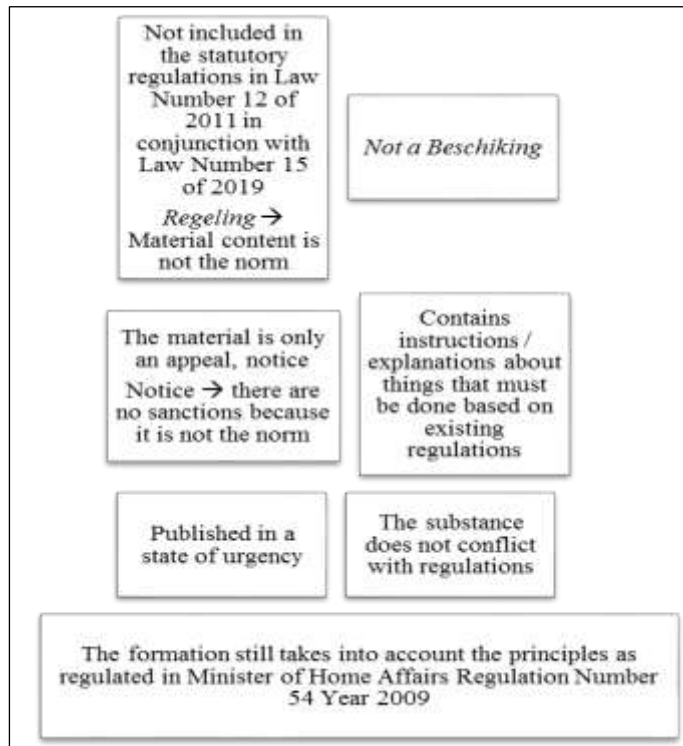 Not included in
the statutory
regulations in Law
Number 12 of
2011 in
conjunction with
Law Number 15
of 2019
Regeling →
Material content is
not the norm
Not a Beschiking
The material is only
an appeal, notice
Notice → there are
no sanctions because
it is not the norm
Contains
instructions /
explanations about
things that must
be done based on
existing
regulations
Published in a
state of urgency
The substance
does not conflict
with regulations
The formation still takes into account the principles as
regulated in Minister of Home Affairs Regulation Number
54 Year 2009